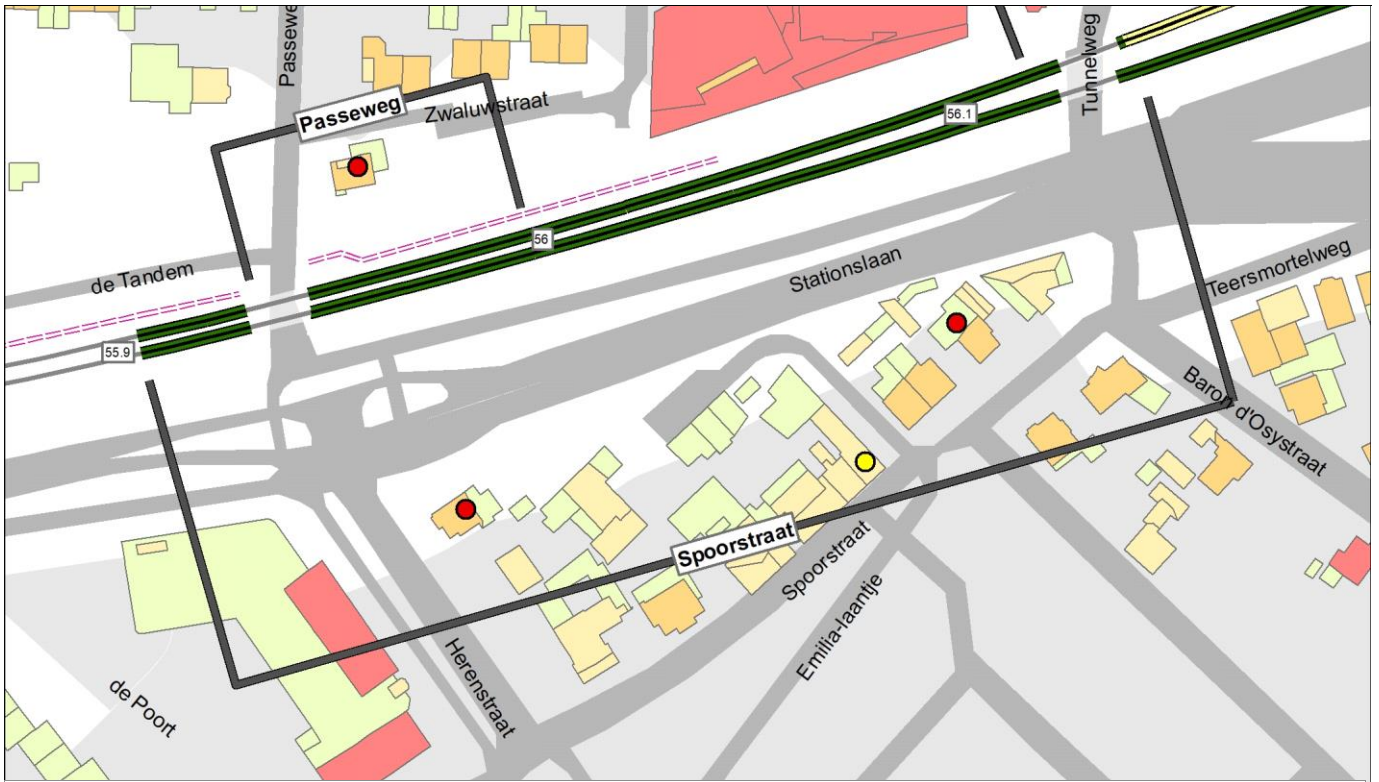 Passeweg
Tunnelweg
Passeweg
Zwaluwstraat
56.1
56
de Tandem
Stationslaan
Teersmortelweg
55.9
Baron d'Osystraat
Spoorstraat
Spoorstraat
Emilia-laantje
Herenstraat
de Poort